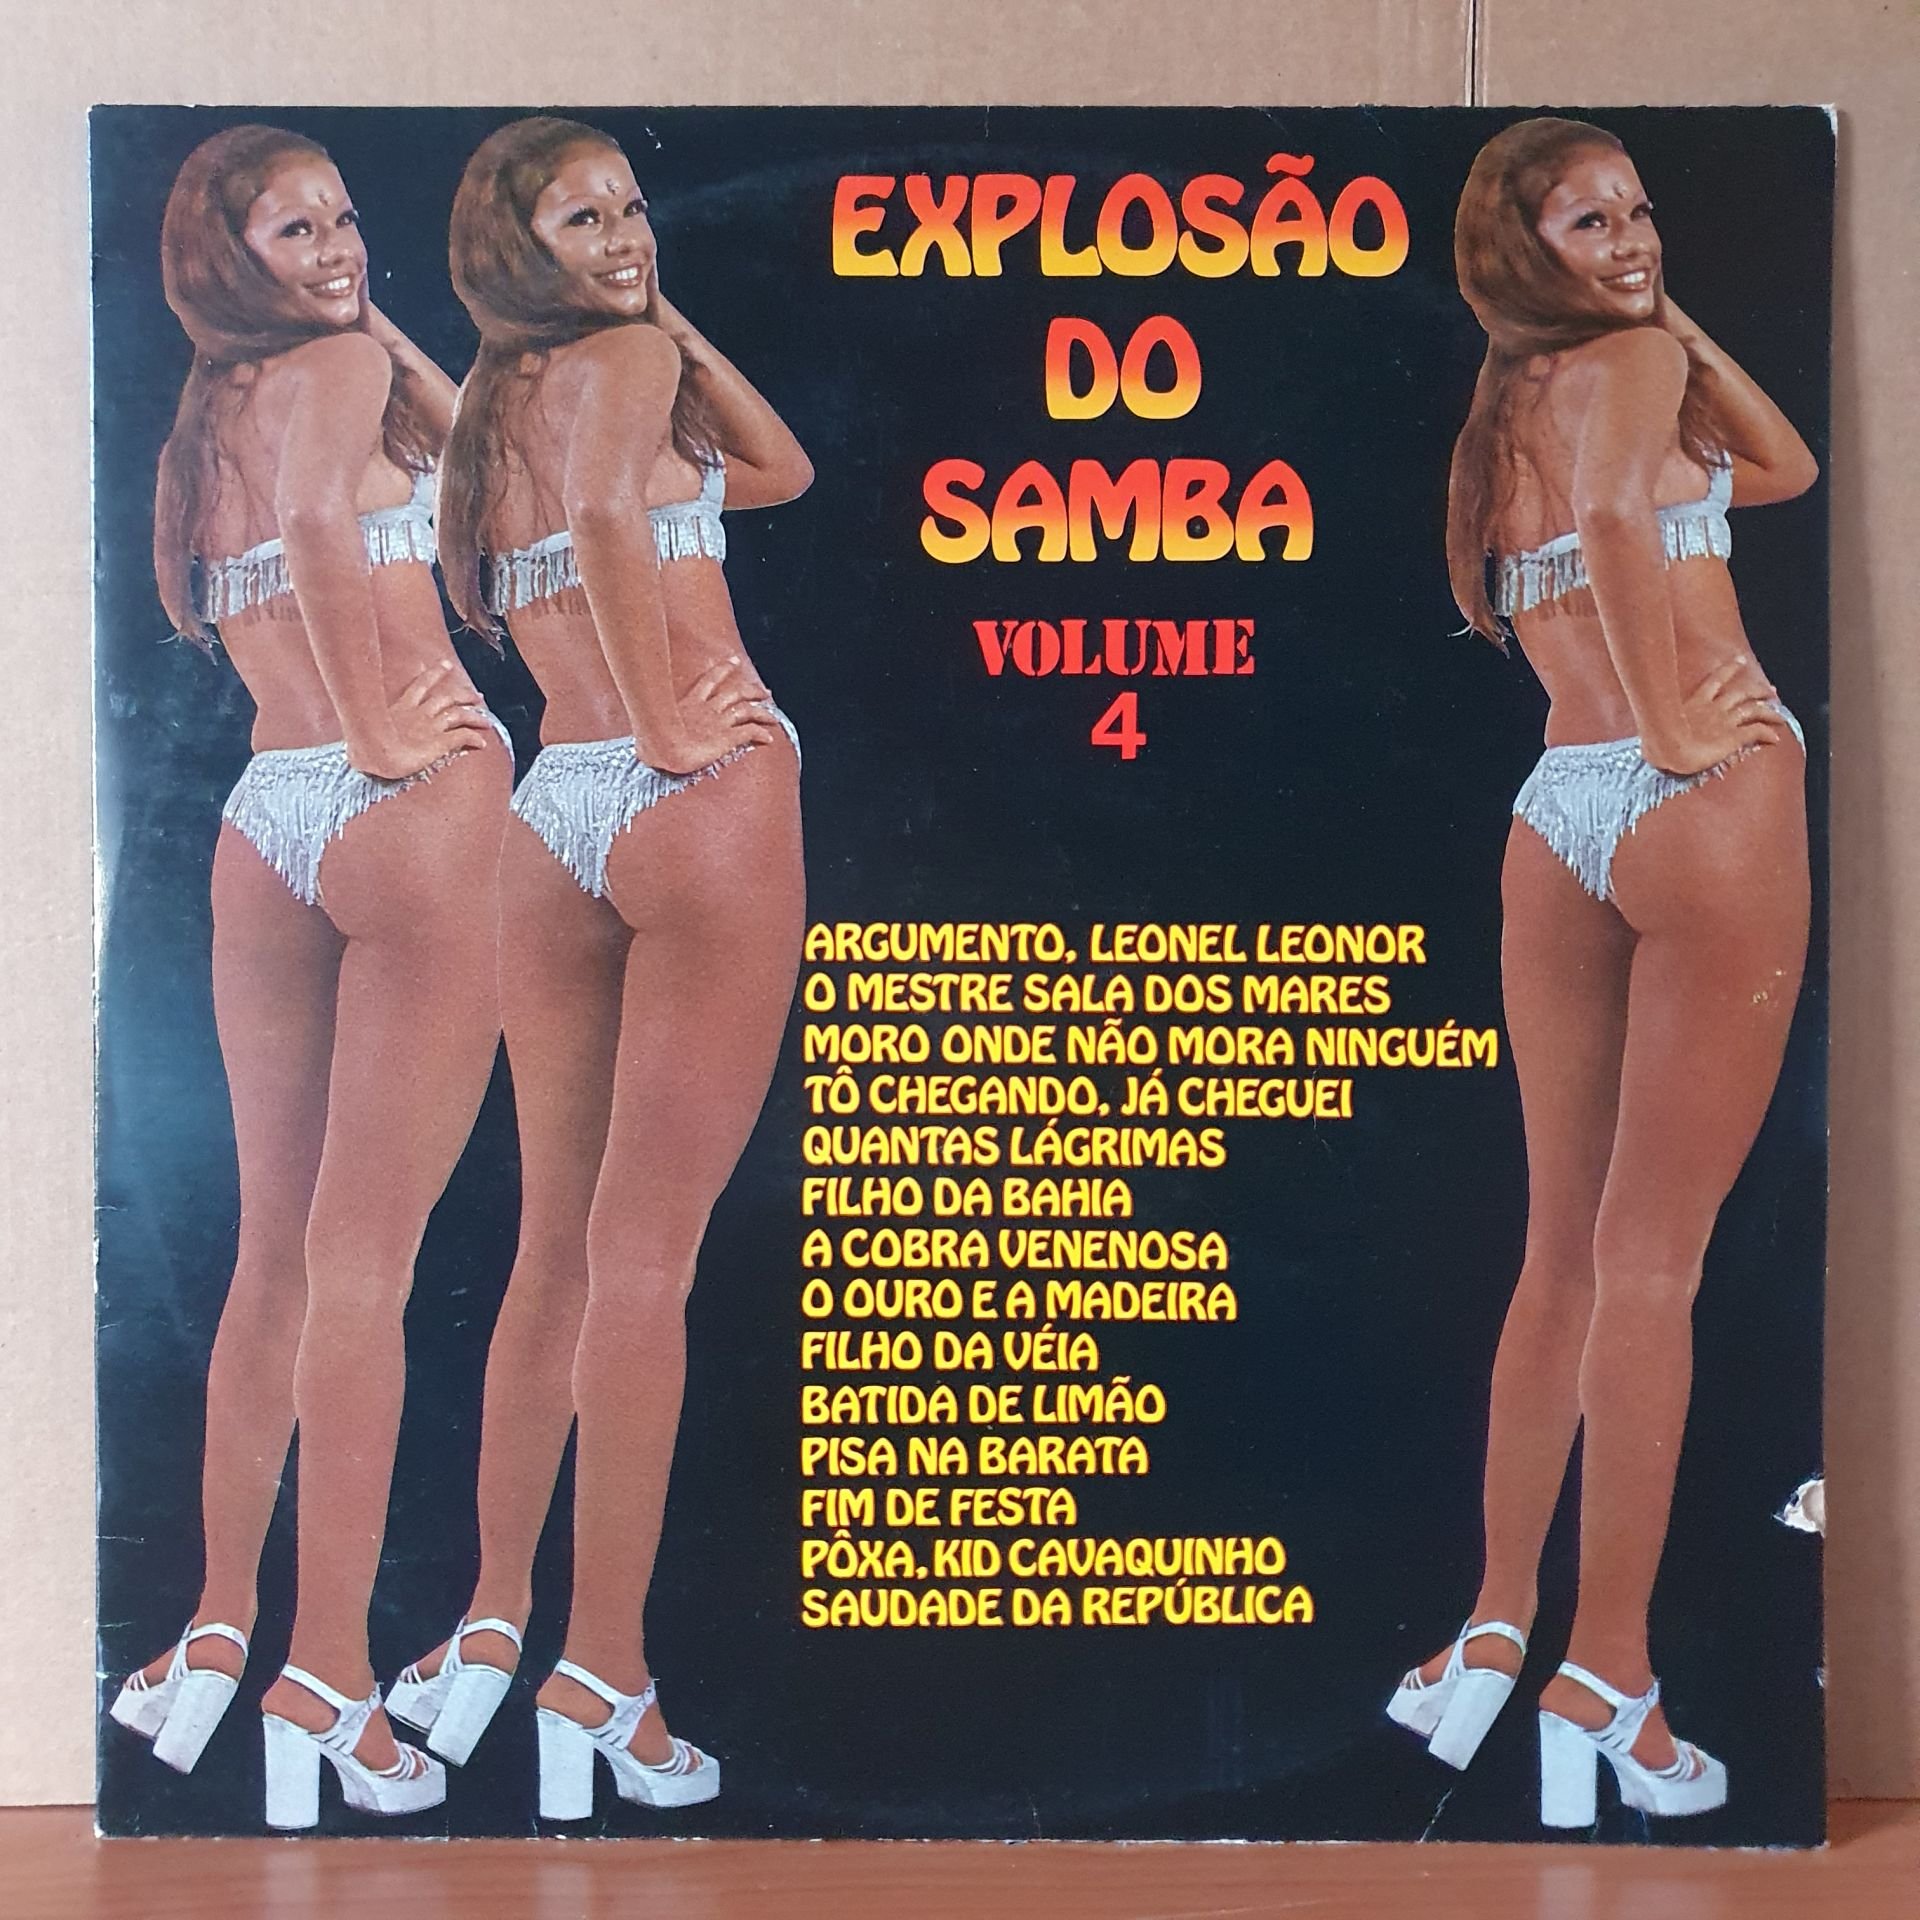 EXPLOSÃO
DO
SAMBA
VOLUME
4
ARGUMENTO, LEONEL LEONOR
O MESTRE SALA DOS MARES
MORO ONDE NÃO MORA NINGUÉM
TÔ CHEGANDO, JÁ CHEGUEI
QUANTAS LÁGRIMAS
FILHO DA BAHIA
A COBRA VENENOSA
O OURO E A MADEIRA
FILHO DA VÉIA
BATIDA DE LIMÃO
PISA NA BARATA
FIM DE FESTA
PÔXA, KID CAVAQUINHO
SAUDADE DA REPÚBLICA